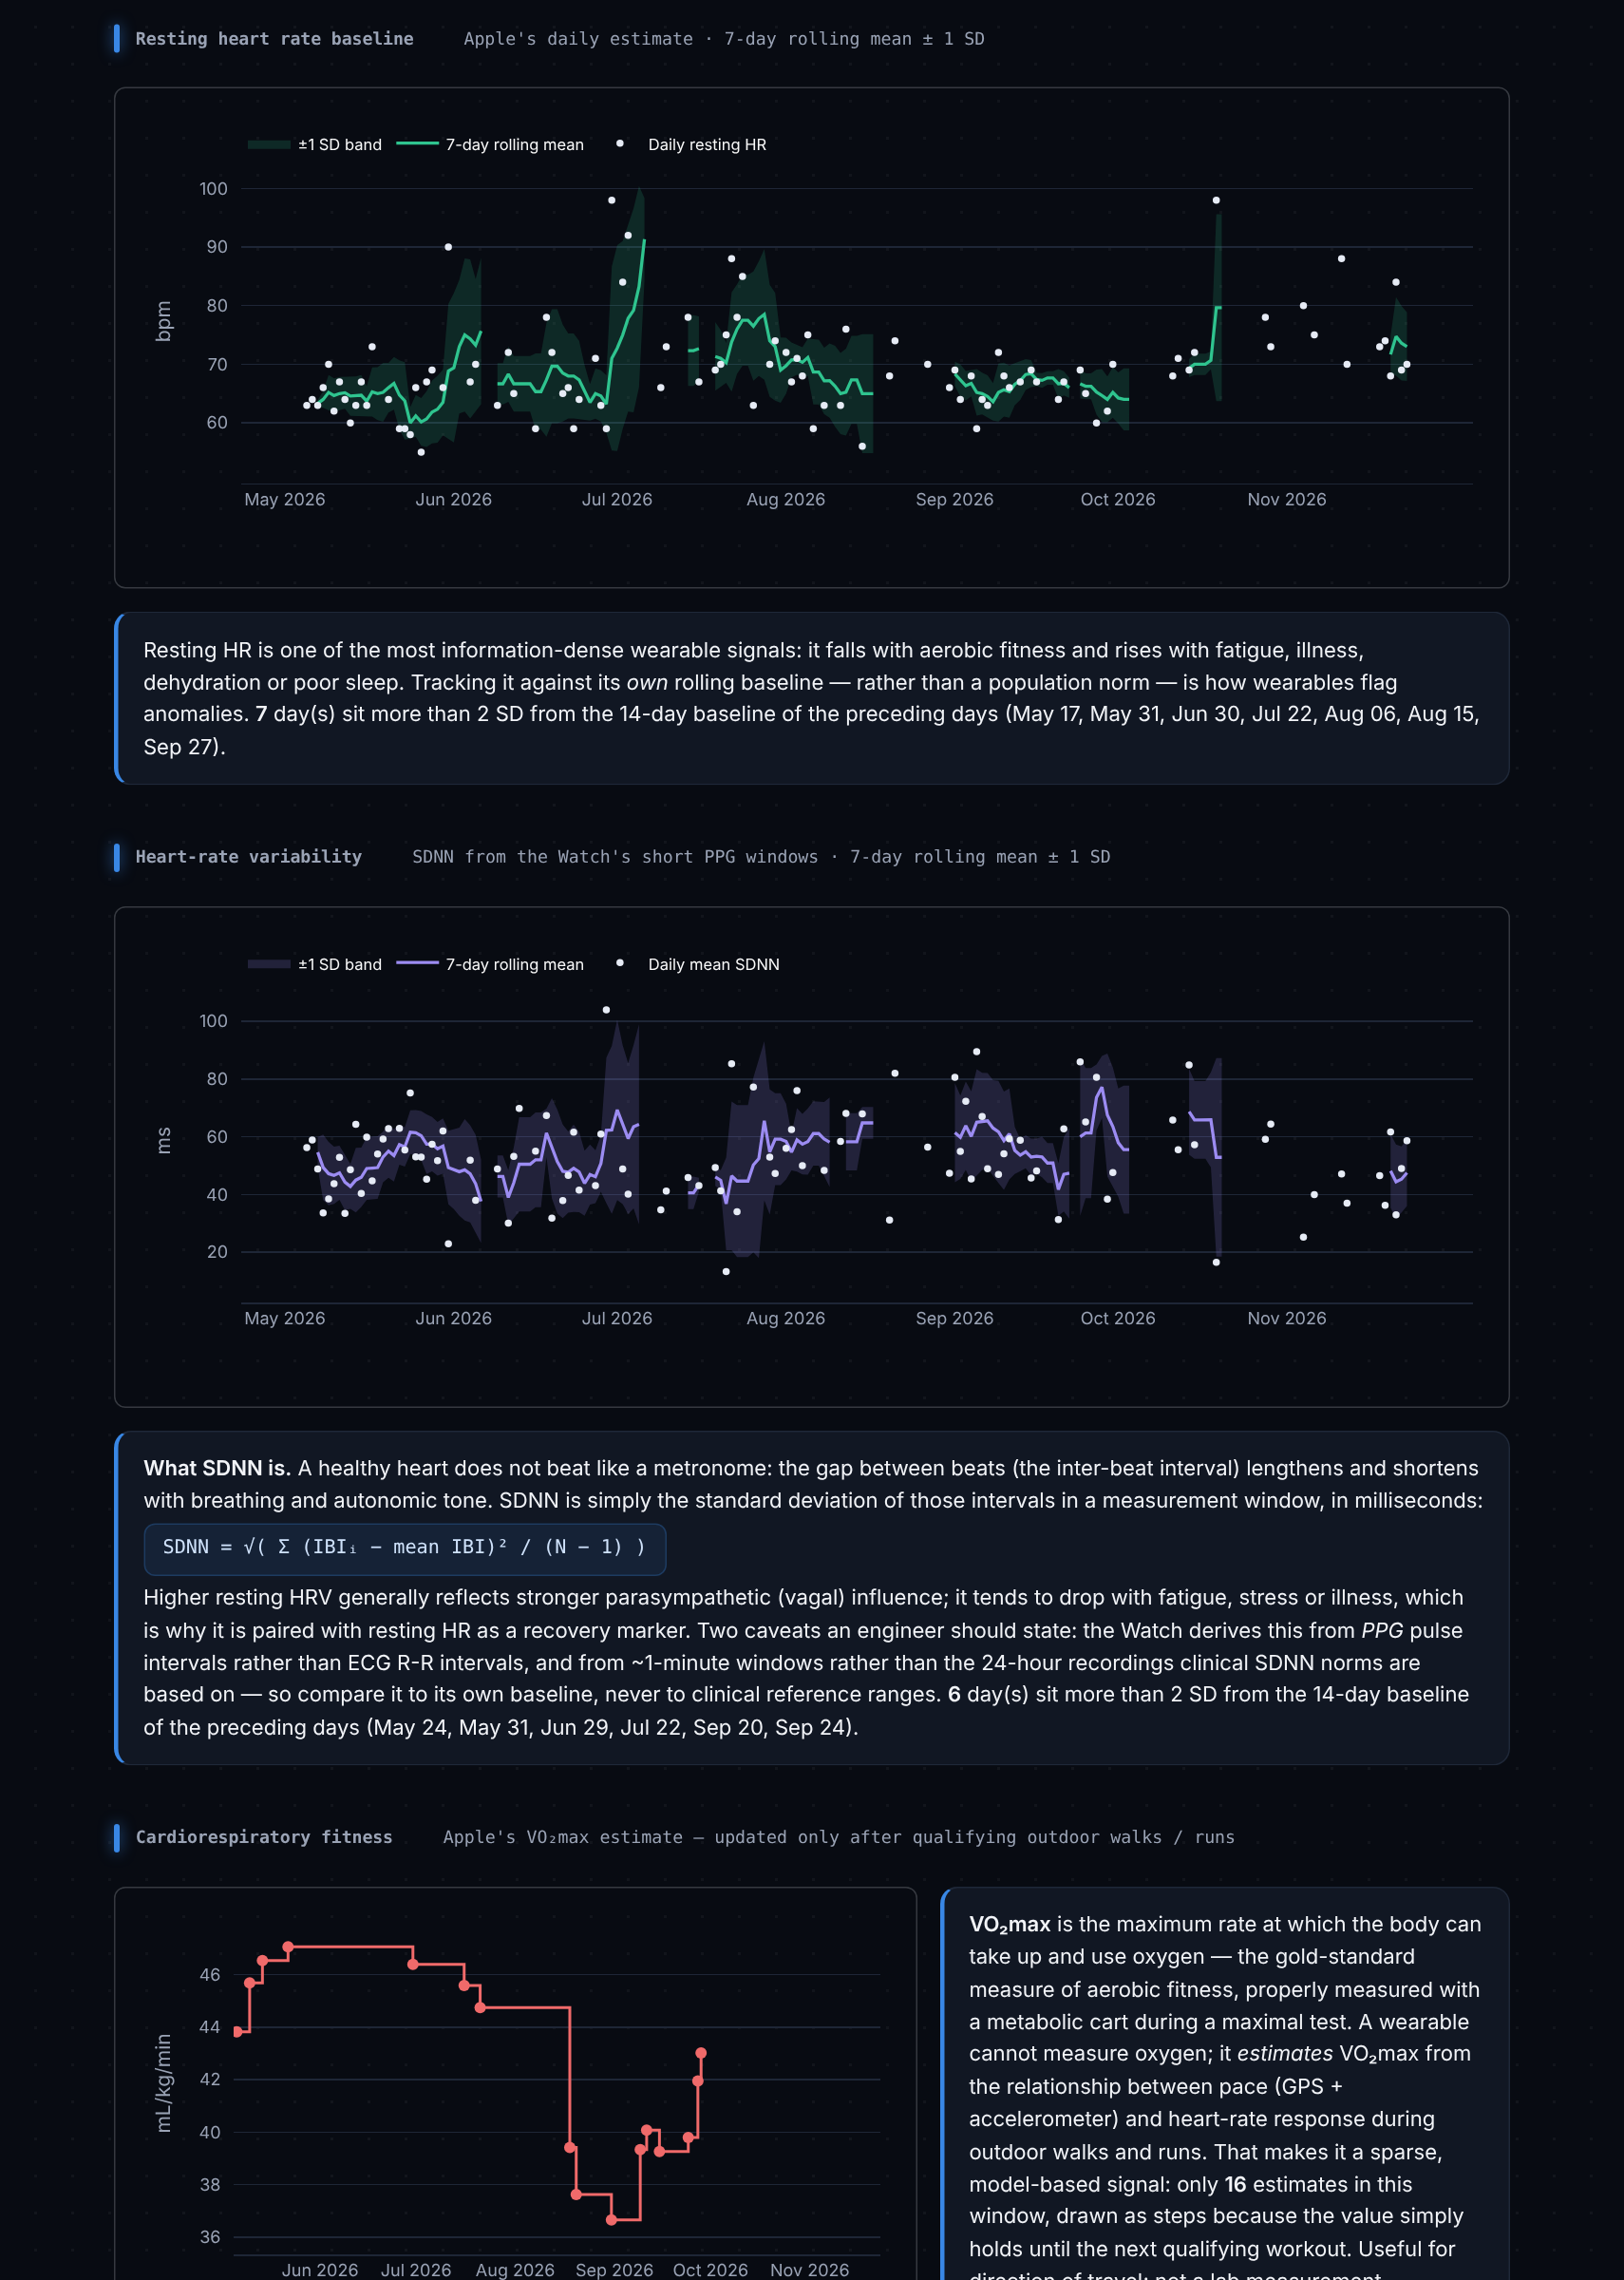 Resting heart rate baseline Apple's daily estimate · 7-day rolling mean ± 1 SD
±1 SD band 7-day rolling mean Daily resting HR
100
90
80
70
60
bpm
May 2026 Jun 2026 Jul 2026 Aug 2026 Sep 2026 Oct 2026 Nov 2026
Resting HR is one of the most information-dense wearable signals: it falls with aerobic fitness and rises with fatigue, illness,
dehydration or poor sleep. Tracking it against its own rolling baseline — rather than a population norm — is how wearables flag
anomalies. 7 day(s) sit more than 2 SD from the 14-day baseline of the preceding days (May 17, May 31, Jun 30, Jul 22, Aug 06, Aug 15,
Sep 27).
Heart-rate variability SDNN from the Watch's short PPG windows · 7-day rolling mean ± 1 SD
±1 SD band 7-day rolling mean Daily mean SDNN
100
80
60
40
20
ms
May 2026 Jun 2026 Jul 2026 Aug 2026 Sep 2026 Oct 2026 Nov 2026
What SDNN is. A healthy heart does not beat like a metronome: the gap between beats (the inter-beat interval) lengthens and shortens
with breathing and autonomic tone. SDNN is simply the standard deviation of those intervals in a measurement window, in milliseconds:
SDNN = √( Σ (IBIᵢ − mean IBI)² / (N − 1) )
Higher resting HRV generally reflects stronger parasympathetic (vagal) influence; it tends to drop with fatigue, stress or illness, which
is why it is paired with resting HR as a recovery marker. Two caveats an engineer should state: the Watch derives this from PPG pulse
intervals rather than ECG R-R intervals, and from ~1-minute windows rather than the 24-hour recordings clinical SDNN norms are
based on — so compare it to its own baseline, never to clinical reference ranges. 6 day(s) sit more than 2 SD from the 14-day baseline
of the preceding days (May 24, May 31, Jun 29, Jul 22, Sep 20, Sep 24).
Cardiorespiratory fitness Apple's VO₂max estimate — updated only after qualifying outdoor walks / runs
46
44
42
40
38
36
mL/kg/min
Jun 2026 Jul 2026 Aug 2026 Sep 2026 Oct 2026 Nov 2026
VO₂max is the maximum rate at which the body can
take up and use oxygen — the gold-standard
measure of aerobic fitness, properly measured with
a metabolic cart during a maximal test. A wearable
cannot measure oxygen; it estimates VO₂max from
the relationship between pace (GPS +
accelerometer) and heart-rate response during
outdoor walks and runs. That makes it a sparse,
model-based signal: only 16 estimates in this
window, drawn as steps because the value simply
holds until the next qualifying workout. Useful for
direction of travel; not a lab measurement.